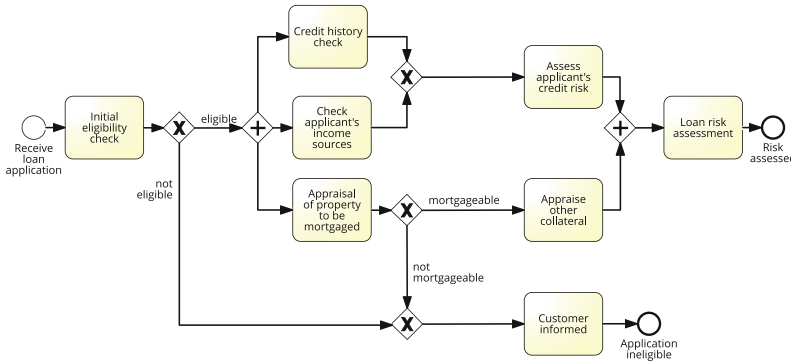 Credit history
check
Assess
applicant's
credit risk
Initial
eligibility
check
eligible
Check
applicant's
income
sources
Loan risk
assessment
Receive
loan
application
Risk
assesse
not
eligible
Appraisal
of property
to be
mortgaged
mortgageable
Appraise
other
collateral
not
mortgageable
Customer
informed
Application
ineligible